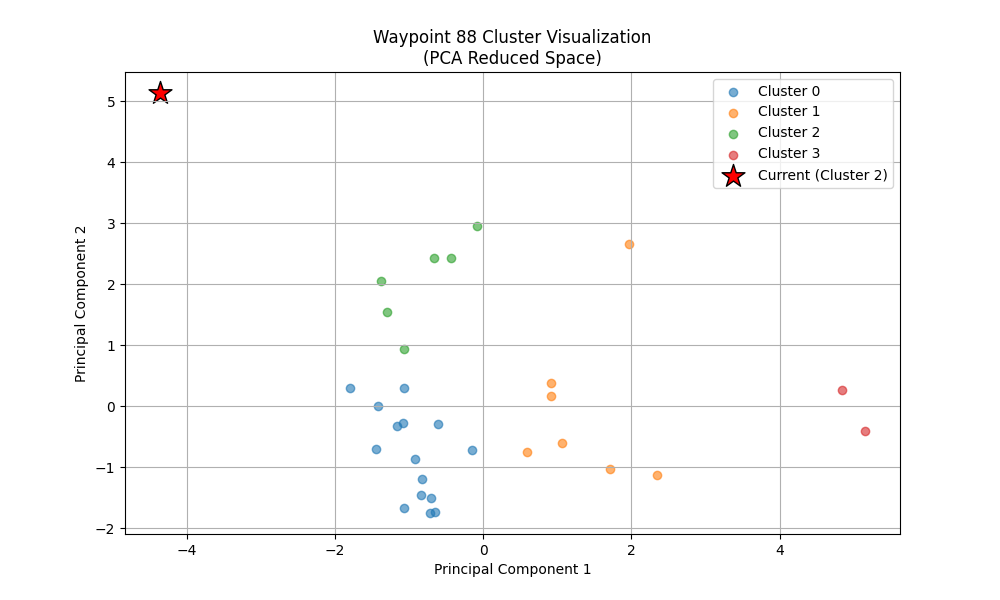 Waypoint 88 Cluster Visualization
(PCA Reduced Space)
Cluster 0
Cluster 1
Cluster 2
Cluster 3
Current (Cluster 2)
Principal Component 2
5
4
3
2
1
0
−1
−2
−4
−2
0
2
4
Principal Component 1